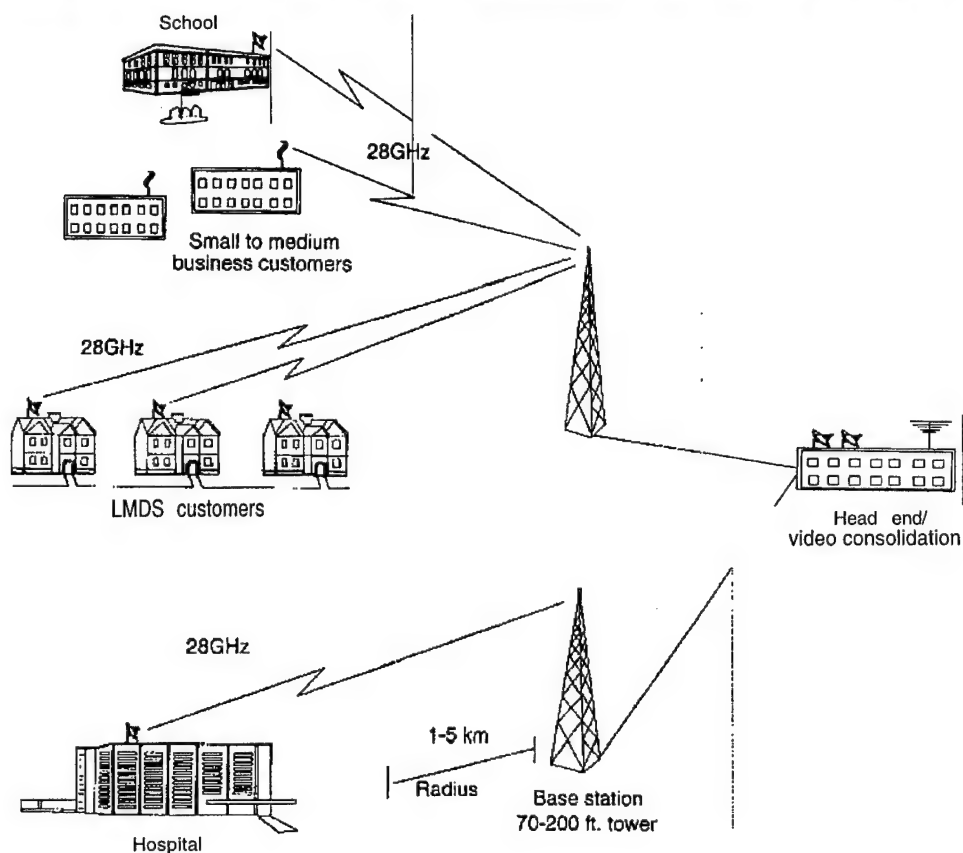 School
28GHz
Small to medium
business customers
28GHz
LMDS customers
Head end/
video consolidation
28GHz
1-5 km
Radius
Base station
70-200 ft. tower
Hospital